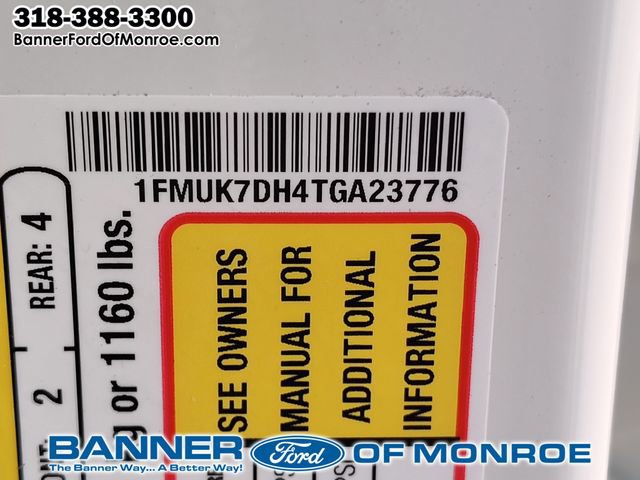 318-388-3300
BannerFordOfMonroe.com
1FMUK7DH4TGA23776
REAR: 4
2
g or 1160 lbs.
SEE OWNERS
MANUAL FOR
ADDITIONAL
INFORMATION
BANNER Ford OF MONROE
The Banner Way... A Better Way!